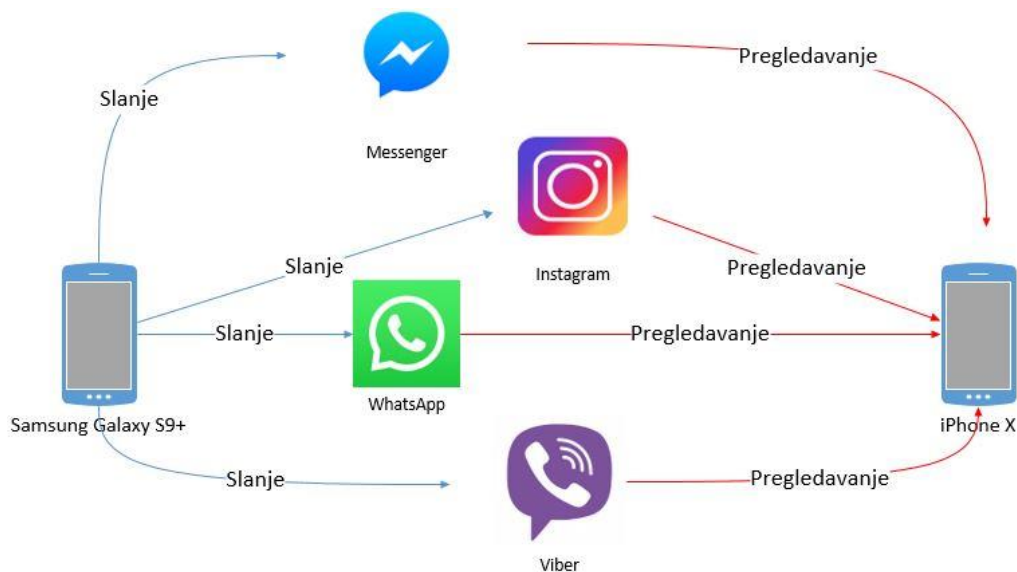 Slanje
Pregledavanje
Messenger
Slanje
Instagram
Pregledavanje
Slanje
Pregledavanje
WhatsApp
Samsung Galaxy S9+
iPhone X
Slanje
Pregledavanje
Viber